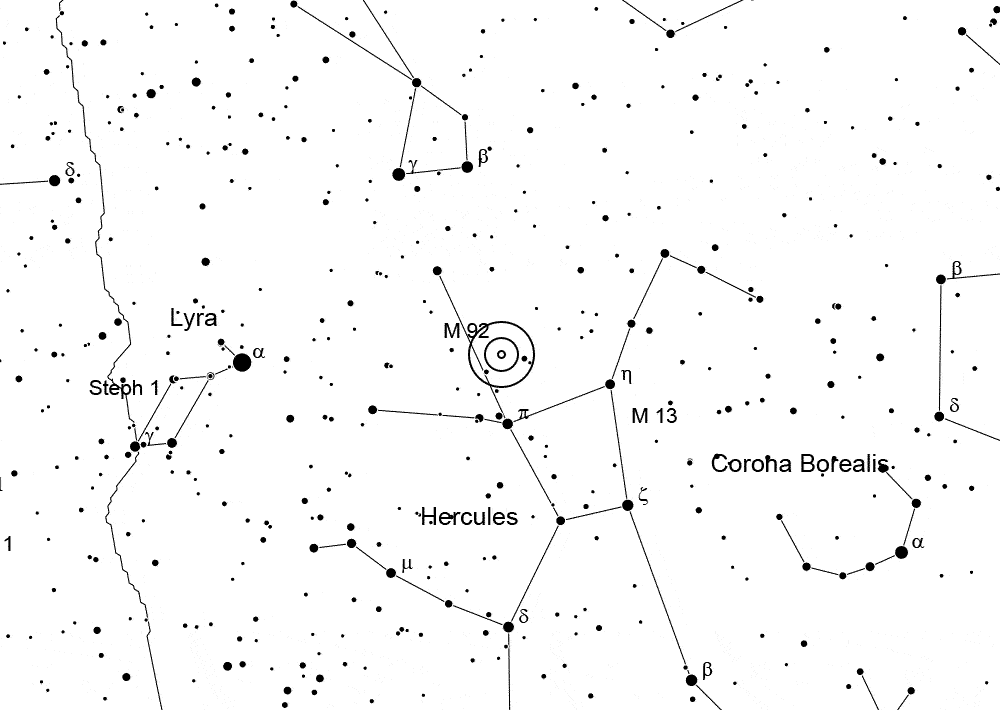 γ
β
δ
β
Lyra
M 92
α
η
Steph 1
δ
π
M 13
γ
Corona Borealis
ζ
Hercules
α
1
μ
δ
β